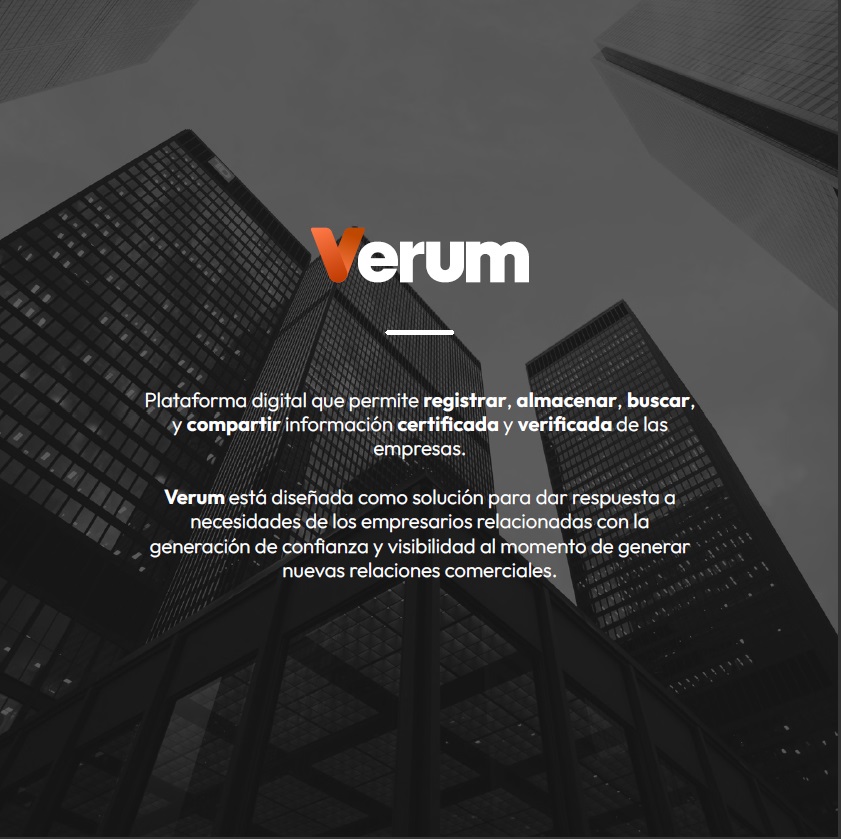 Verum
Plataforma digital que permite registrar, almacenar, buscar,
y compartir información certificada y verificada de las
empresas.
Verum está diseñada como solución para dar respuesta a
necesidades de los empresarios relacionadas con la
generación de confianza y visibilidad al momento de generar
nuevas relaciones comerciales.